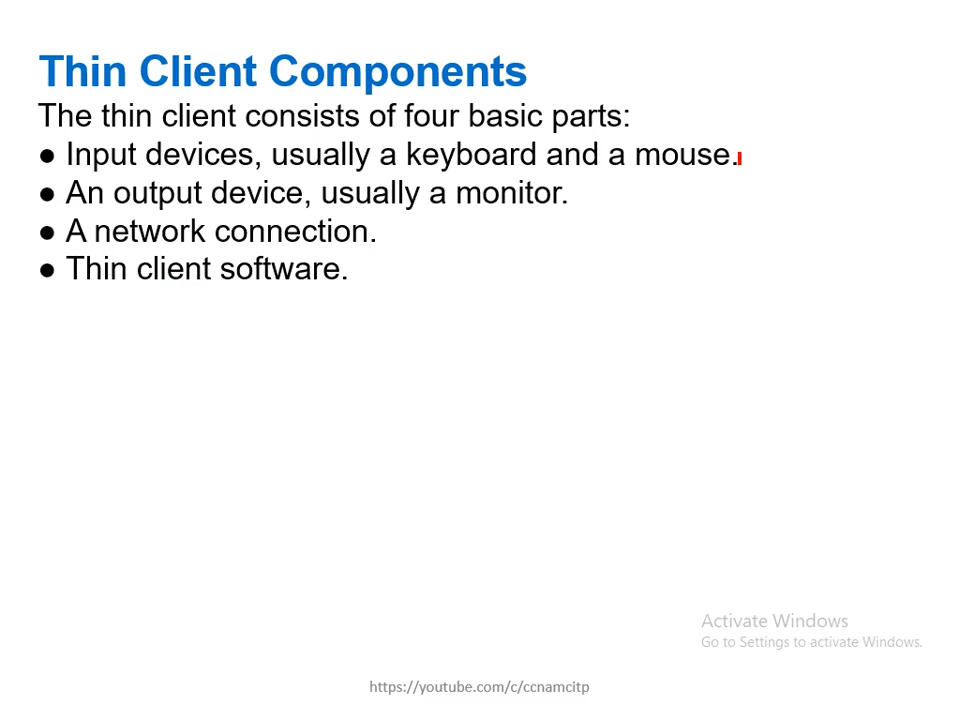 Thin Client Components
The thin client consists of four basic parts:
● Input devices, usually a keyboard and a mouse.
● An output device, usually a monitor.
● A network connection.
● Thin client software.
Activate Windows
Go to Settings to activate Windows.
https://youtube.com/c/ccnamcitp